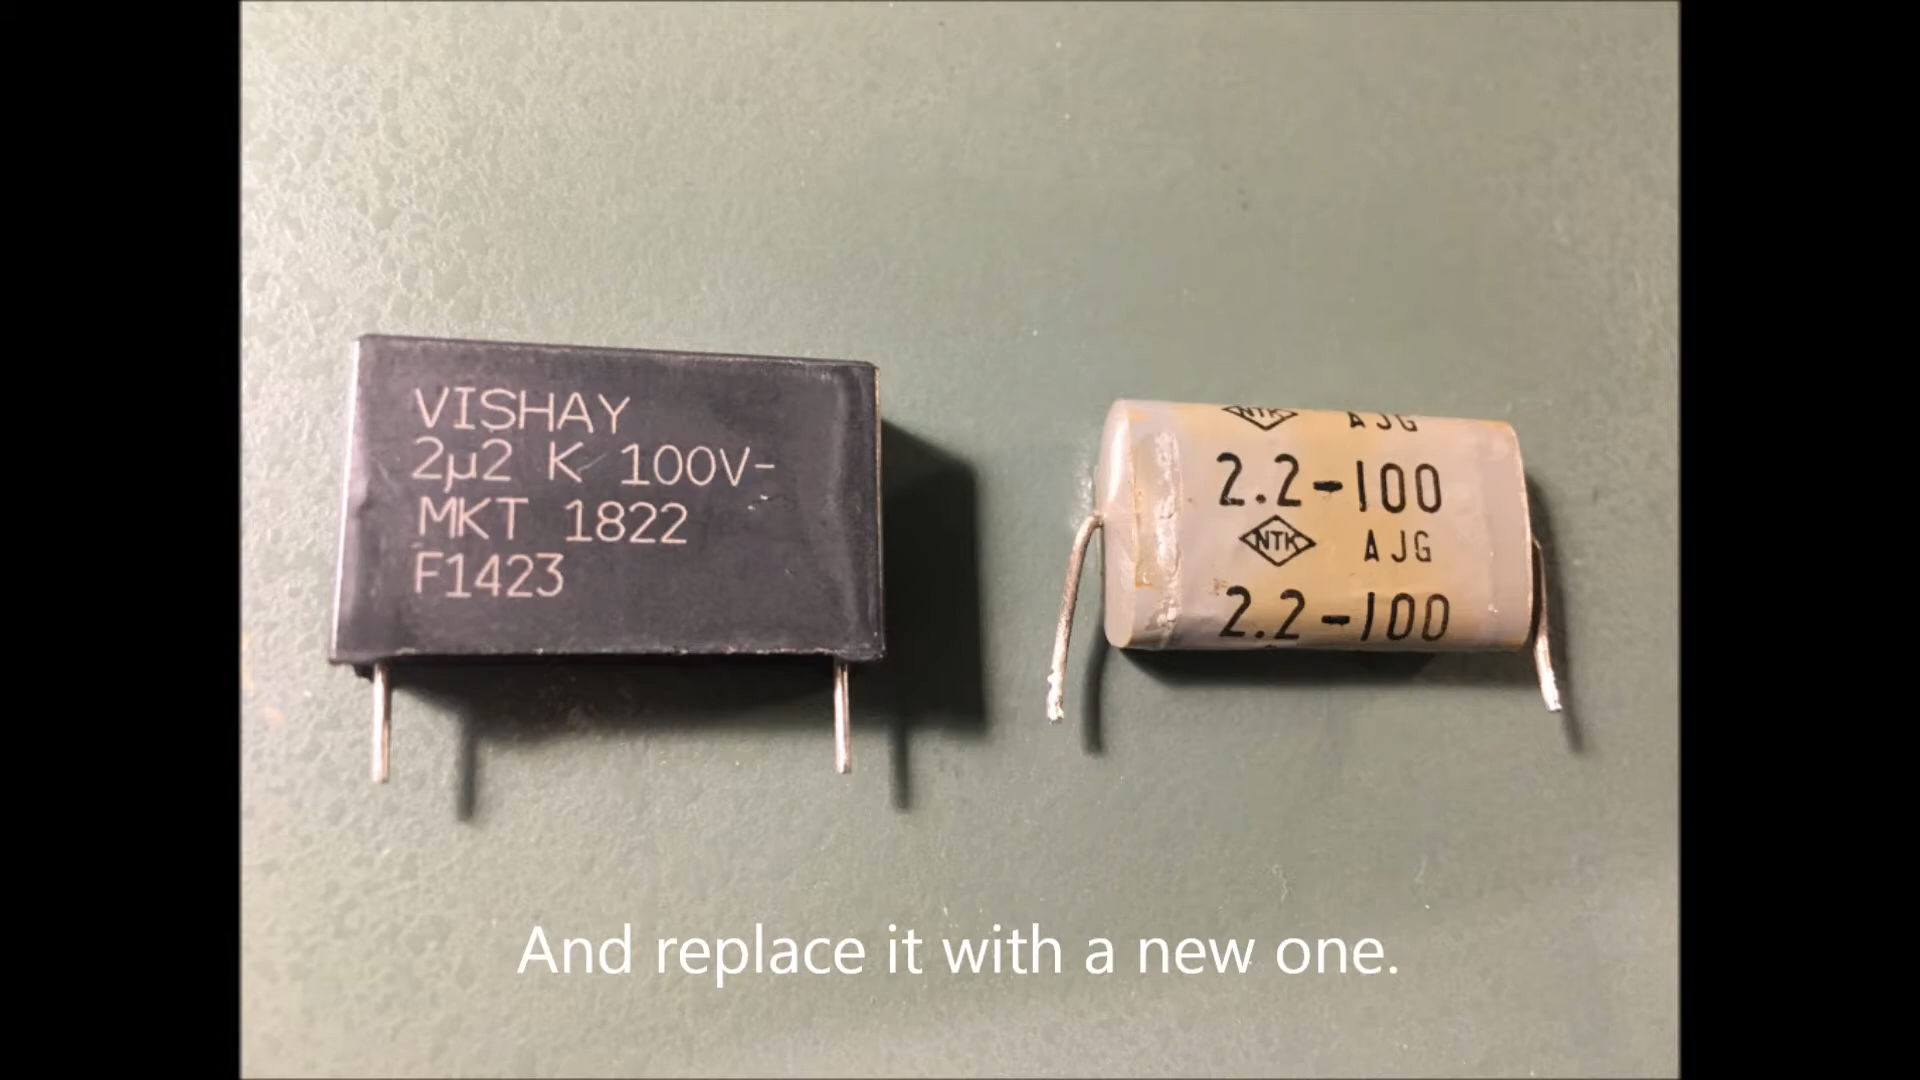 VISHAY
2µ2 K 100V-
MKT 1822
F1423
NTK AJG
2.2-100
NTK AJG
2.2-100
And replace it with a new one.